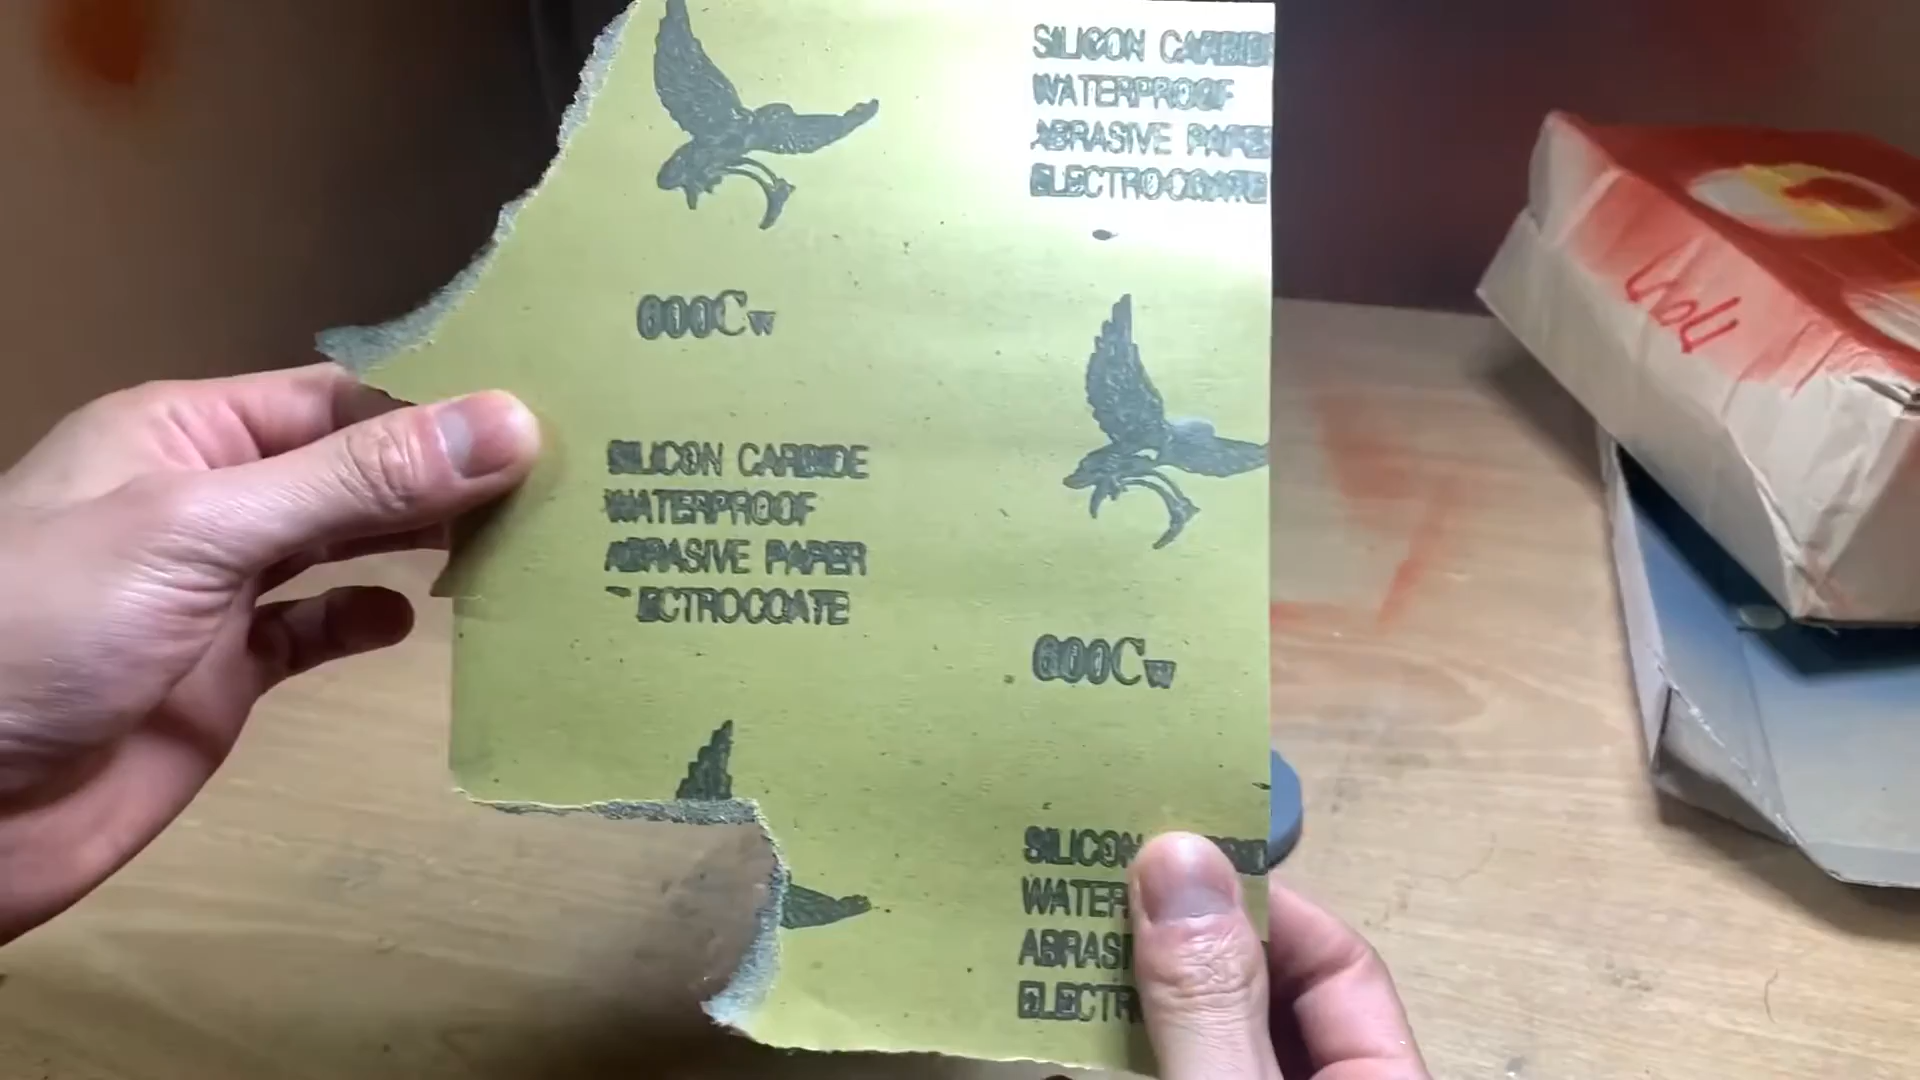 SILICON CARBIDE
WATERPROOF
ABRASIVE PAPER
ELECTROCOATE
600Cw
SILICON CARBIDE
WATERPROOF
ABRASIVE PAPER
ECTROCOATE
600Cw
SILICON
WATER
ABRASI
ELECTR